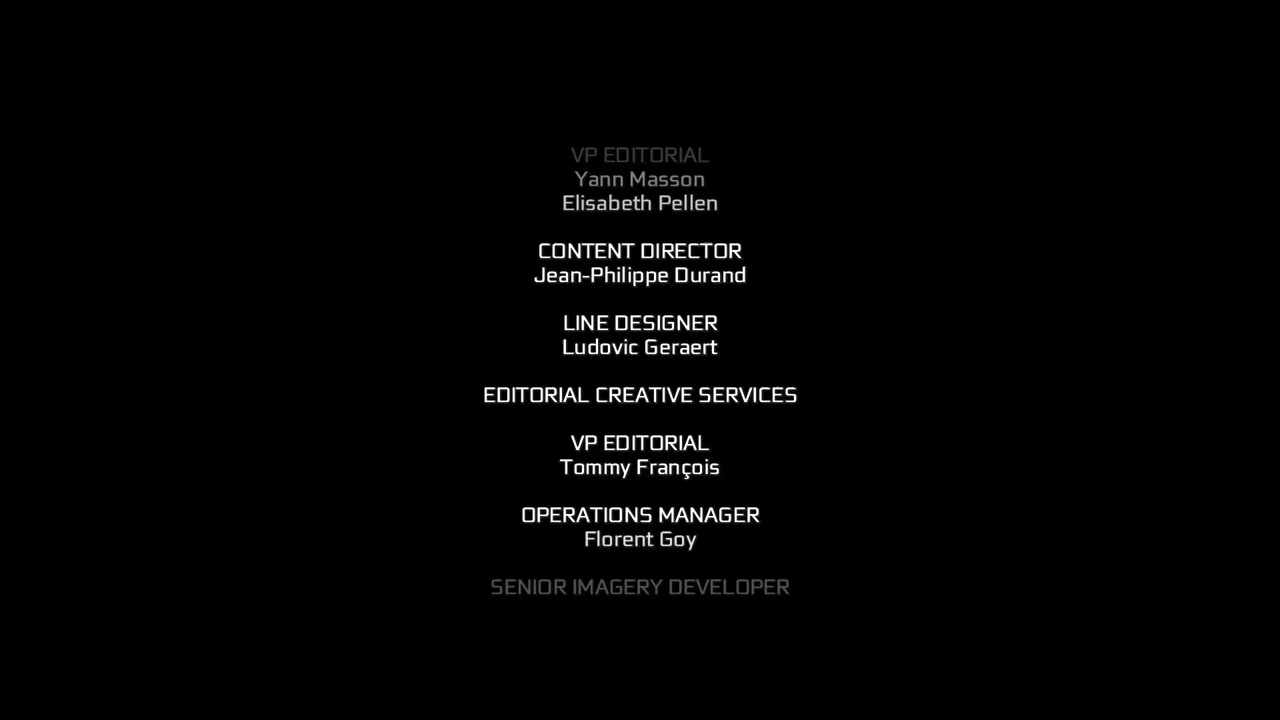 VP EDITORIAL
Yann Masson
Elisabeth Pellen
CONTENT DIRECTOR
Jean-Philippe Durand
LINE DESIGNER
Ludovic Geraert
EDITORIAL CREATIVE SERVICES
VP EDITORIAL
Tommy François
OPERATIONS MANAGER
Florent Goy
SENIOR IMAGERY DEVELOPER